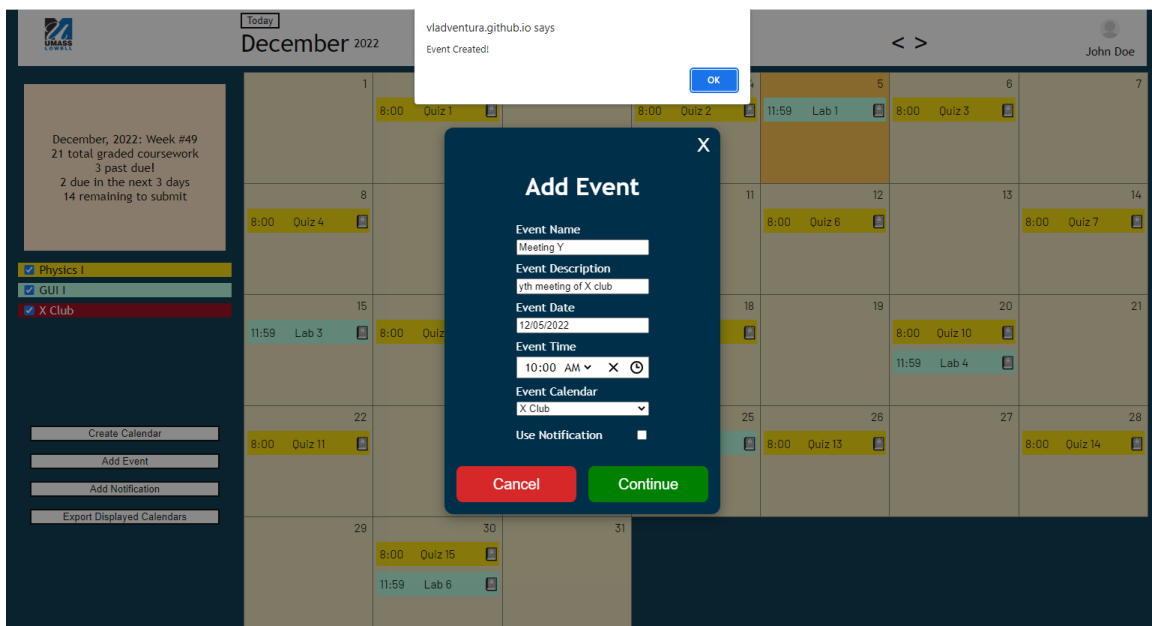 UMASS
LOWELL
Today
December 2022
vladventura.github.io says
Event Created!
OK
< >
John Doe
December, 2022: Week #49
21 total graded coursework
3 past due!
2 due in the next 3 days
14 remaining to submit
Physics I
GUI I
X Club
Create Calendar
Add Event
Add Notification
Export Displayed Calendars
1
5
6
7
8:00 Quiz 1
8:00 Quiz 2
11:59 Lab 1
8:00 Quiz 3
8
11
12
13
14
8:00 Quiz 4
8:00 Quiz 6
8:00 Quiz 7
15
18
19
20
21
11:59 Lab 3
8:00 Quiz
8:00 Quiz 10
11:59 Lab 4
22
25
26
27
28
8:00 Quiz 11
8:00 Quiz 13
8:00 Quiz 14
29
30
31
8:00 Quiz 15
11:59 Lab 6
X
Add Event
Event Name
Meeting Y
Event Description
yth meeting of X club
Event Date
12/05/2022
Event Time
10:00 AM
Event Calendar
X Club
Use Notification
Cancel
Continue